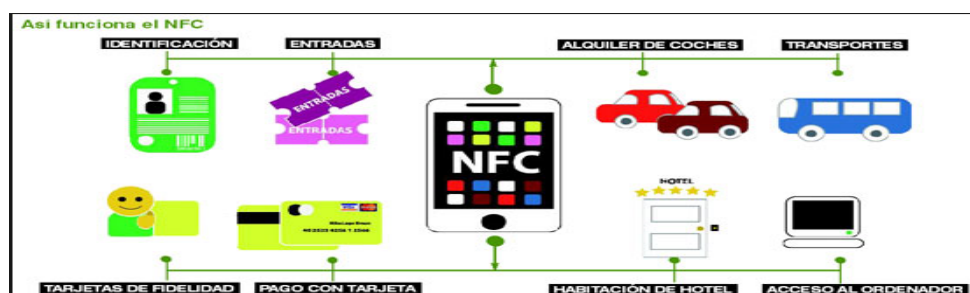 Así funciona el NFC
IDENTIFICACIÓN
ENTRADAS
ALQUILER DE COCHES
TRANSPORTES
ENTRADAS
ENTRADAS
NFC
HOTEL
TARJETAS DE FIDELIDAD
PAGO CON TARJETA
HABITACIÓN DE HOTEL
ACCESO AL ORDENADOR